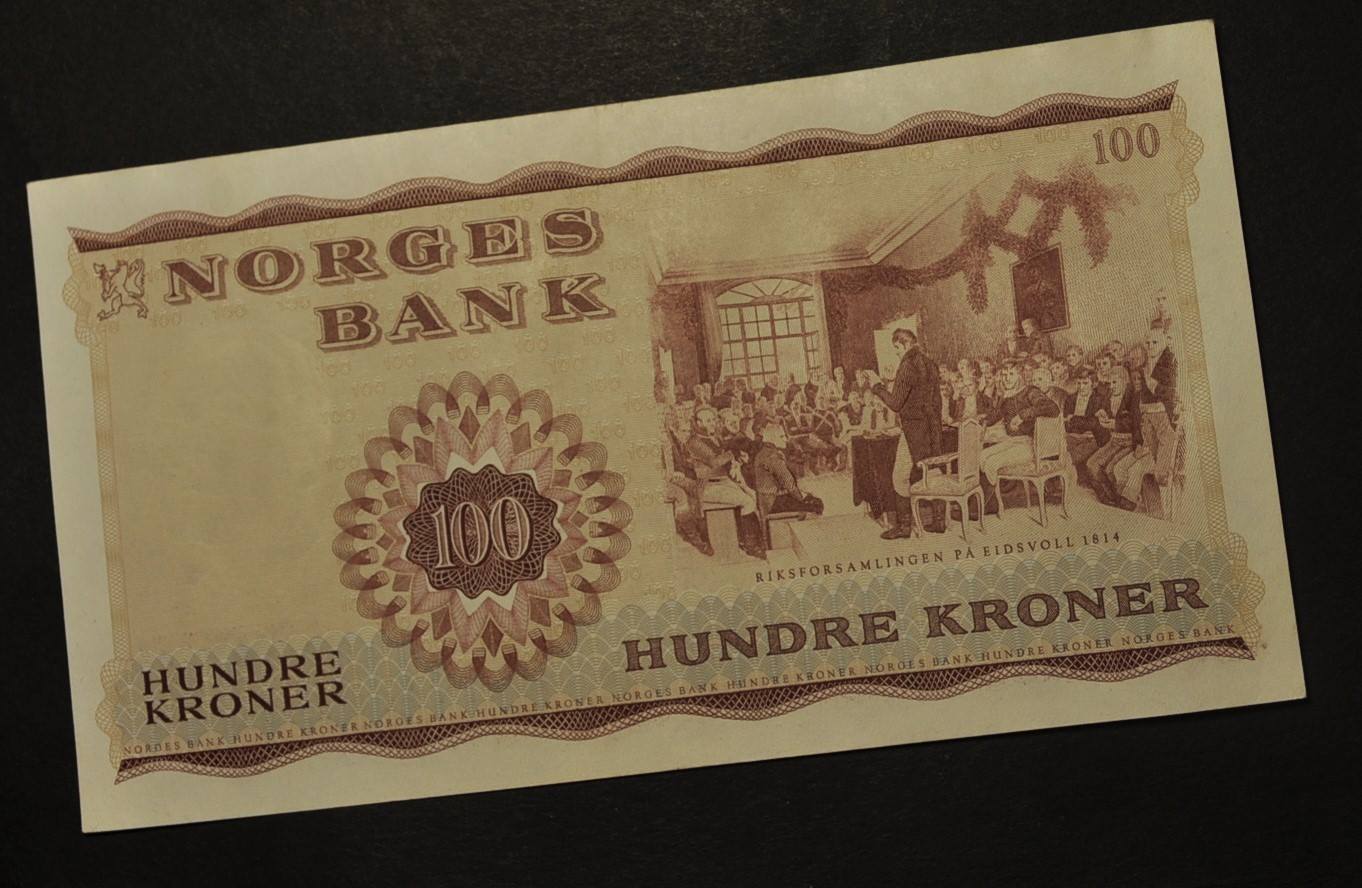 100
NORGES
BANK
100
RIKSFORSAMLINGEN PÅ EIDSVOLL 1814
HUNDRE KRONER
HUNDRE
KRONER
NORGES BANK HUNDRE KRONER NORGES BANK HUNDRE KRONER NORGES BANK HUNDRE KRONER NORGES BANK HUNDRE KRONER NORGES BANK